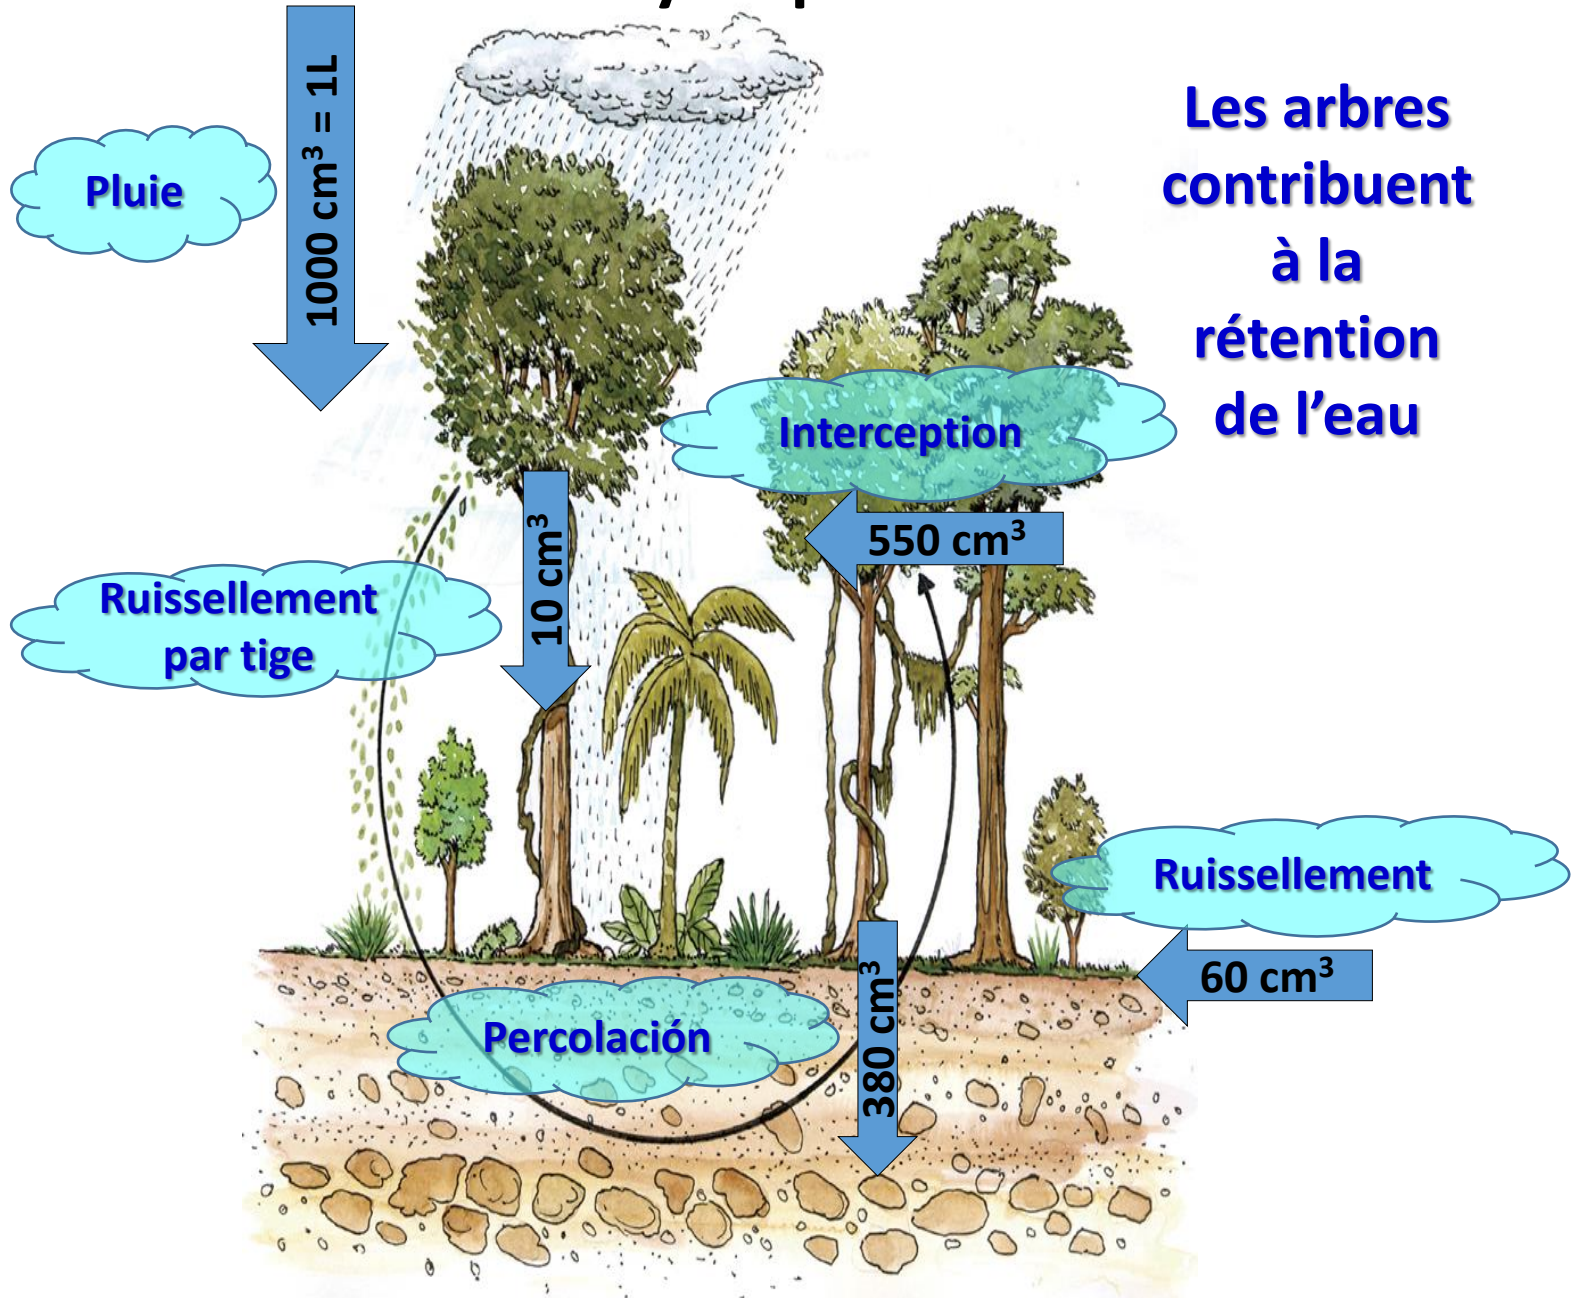 1000 cm³ = 1L
Pluie
Les arbres
contribuent
à la
rétention
de l’eau
Interception
550 cm³
10 cm³
Ruissellement
par tige
Ruissellement
60 cm³
Percolación
380 cm³